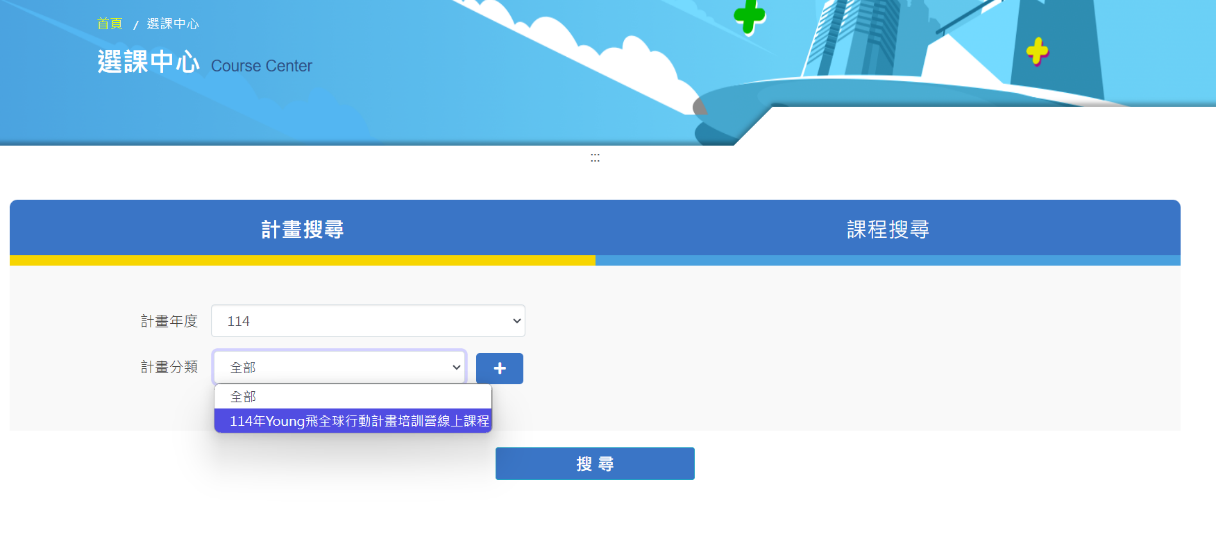 首頁 / 選課中心
選課中心 Course Center
:::
計畫搜尋 課程搜尋
計畫年度 114
計畫分類 全部 +
全部
114年Young飛全球行動計畫培訓營線上課程
搜尋